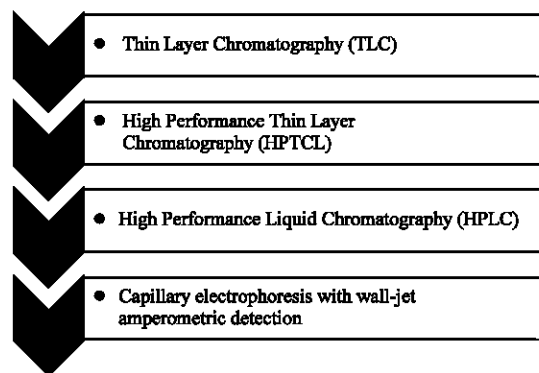 ● Thin Layer Chromatography (TLC)
● High Performance Thin Layer
Chromatography (HPTCL)
● High Performance Liquid Chromatography (HPLC)
● Capillary electrophoresis with wall-jet
amperometric detection